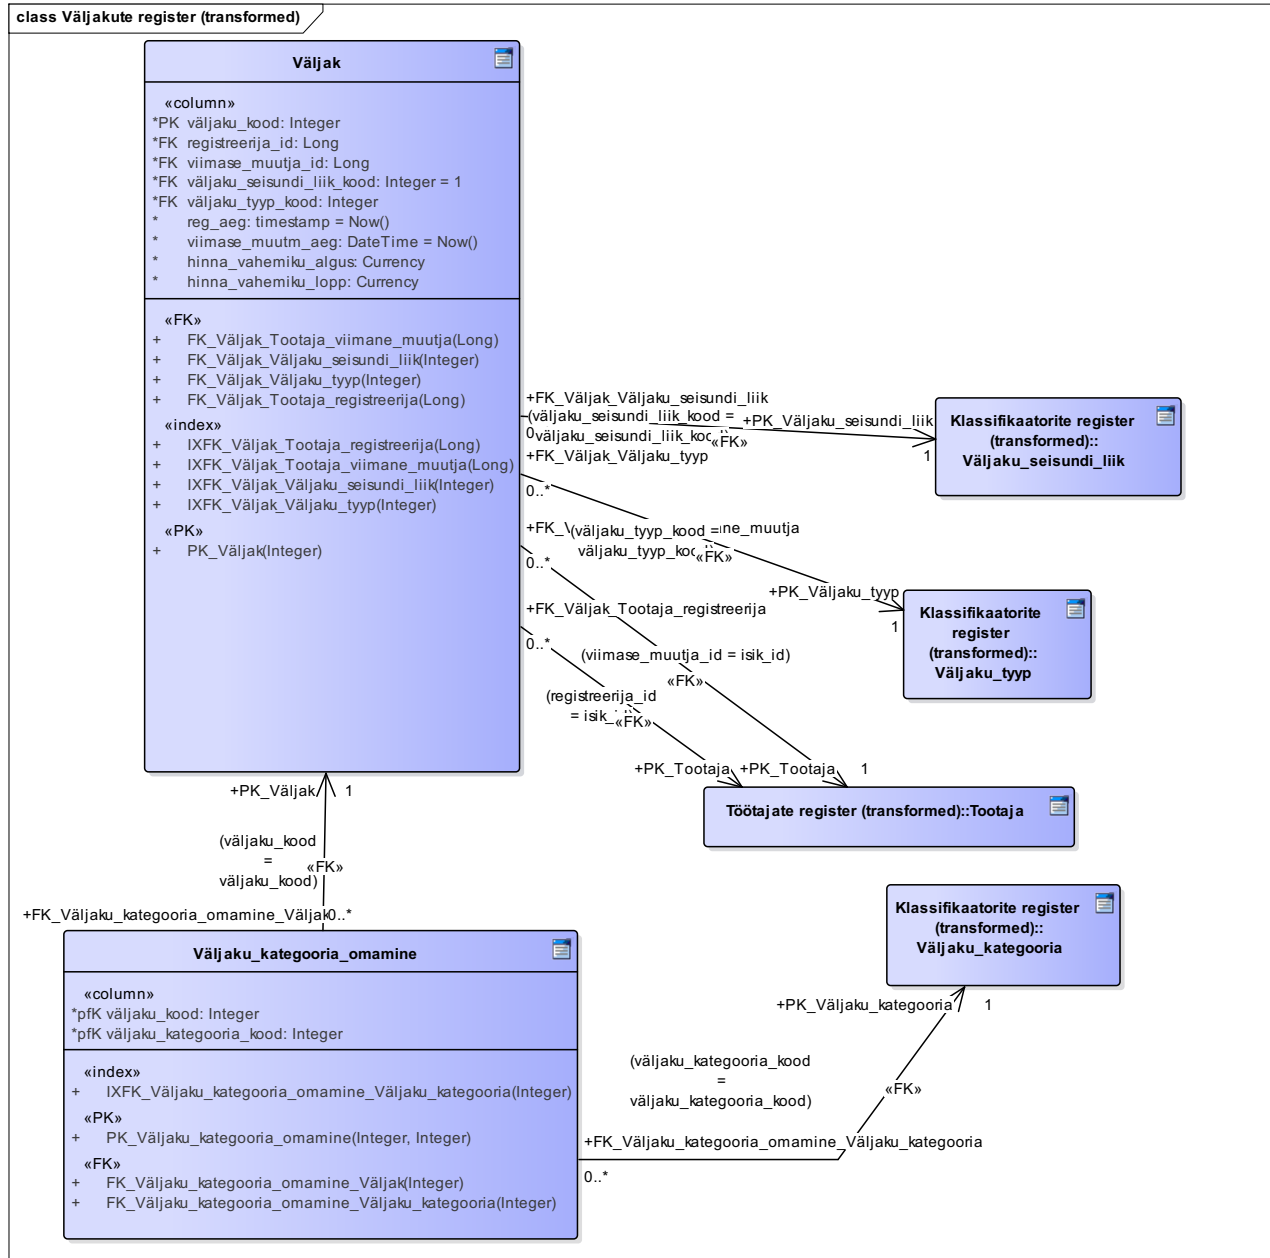 class Väljakute register (transformed)
Väljak
«column»
*PK väljaku_kood: Integer
*FK registreerija_id: Long
*FK viimase_muutja_id: Long
*FK väljaku_seisundi_liik_kood: Integer = 1
*FK väljaku_tyyp_kood: Integer
* reg_aeg: timestamp = Now()
* viimase_muutm_aeg: DateTime = Now()
* hinna_vahemiku_algus: Currency
* hinna_vahemiku_lopp: Currency
«FK»
+ FK_Väljak_Tootaja_viimane_muutja(Long)
+ FK_Väljak_Väljaku_seisundi_liik(Integer)
+ FK_Väljak_Väljaku_tyyp(Integer)
+ FK_Väljak_Tootaja_registreerija(Long)
«index»
+ IXFK_Väljak_Tootaja_registreerija(Long)
+ IXFK_Väljak_Tootaja_viimane_muutja(Long)
+ IXFK_Väljak_Väljaku_seisundi_liik(Integer)
+ IXFK_Väljak_Väljaku_tyyp(Integer)
«PK»
+ PK_Väljak(Integer)
+FK_Väljak_Väljaku_seisundi_liik
(väljaku_seisundi_liik_kood =
+PK_Väljaku_seisundi_liik
0
väljaku_seisundi_liik_koc
«FK»
1
Klassifikaatorite register
(transformed)::
Väljaku_seisundi_liik
+FK_Väljak_Väljaku_tyyp
0..*
(väljaku_tyyp_kood =
väljaku_tyyp_koc
«FK»
+PK_Väljaku_tyyp
1
Klassifikaatorite
register
(transformed)::
Väljaku_tyyp
ne_muutja
0..*
(viimase_muutja_id = isik_id)
«FK»
+PK_Tootaja
1
+FK_Väljak_Tootaja_registreerija
0..*
(registreerija_id
= isik_
«FK»
+PK_Tootaja
Töötajate register (transformed)::Tootaja
+PK_Väljak
1
(väljaku_kood
=
väljaku_kood)
«FK»
+FK_Väljaku_kategooria_omamine_Väljak
0..*
Väljaku_kategooria_omamine
«column»
*pfK väljaku_kood: Integer
*pfK väljaku_kategooria_kood: Integer
«index»
+ IXFK_Väljaku_kategooria_omamine_Väljaku_kategooria(Integer)
«PK»
+ PK_Väljaku_kategooria_omamine(Integer, Integer)
«FK»
+ FK_Väljaku_kategooria_omamine_Väljak(Integer)
+ FK_Väljaku_kategooria_omamine_Väljaku_kategooria(Integer)
Klassifikaatorite register
(transformed)::
Väljaku_kategooria
+PK_Väljaku_kategooria
1
(väljaku_kategooria_kood
=
väljaku_kategooria_kood)
«FK»
+FK_Väljaku_kategooria_omamine_Väljaku_kategooria
0..*